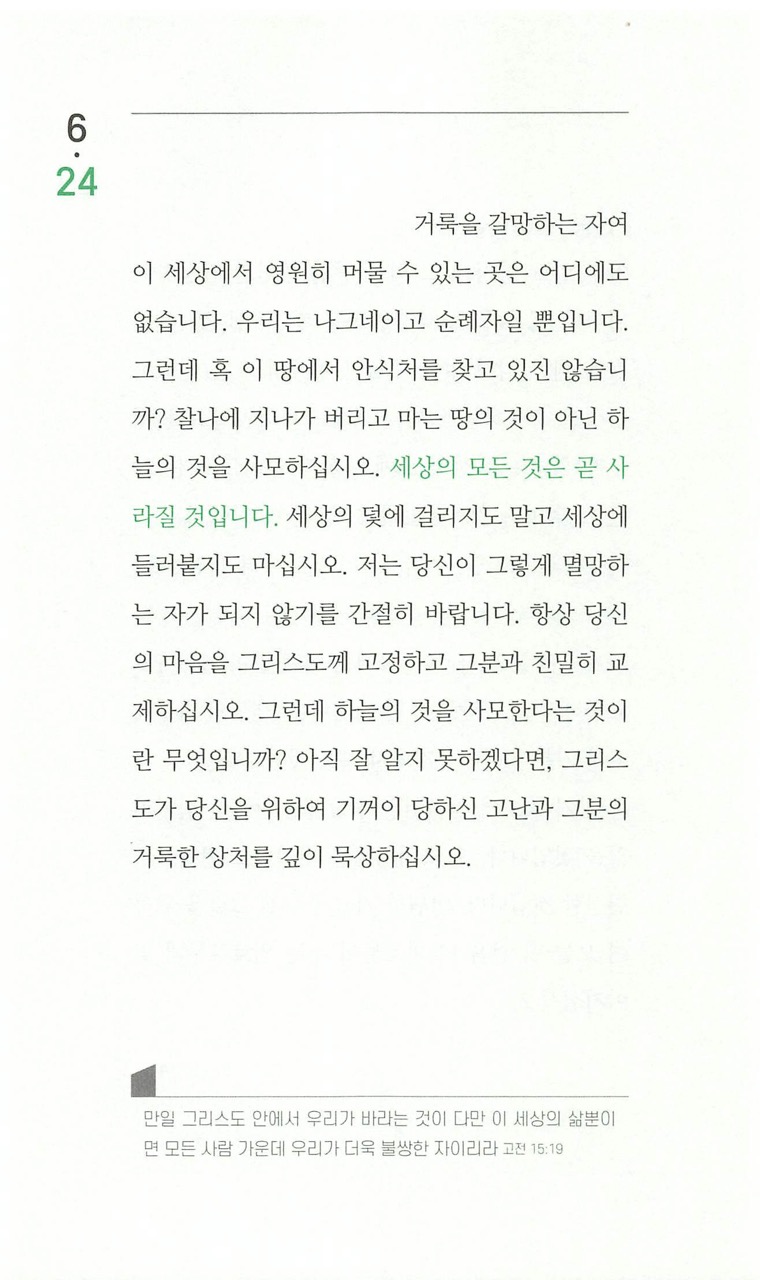 6
·
24
거룩을 갈망하는 자여
이 세상에서 영원히 머물 수 있는 곳은 어디에도
없습니다. 우리는 나그네이고 순례자일 뿐입니다.
그런데 혹 이 땅에서 안식처를 찾고 있진 않습니
까? 찰나에 지나가 버리고 마는 땅의 것이 아닌 하
늘의 것을 사모하십시오. 세상의 모든 것은 곧 사
라질 것입니다. 세상의 덫에 걸리지도 말고 세상에
들러붙지도 마십시오. 저는 당신이 그렇게 멸망하
는 자가 되지 않기를 간절히 바랍니다. 항상 당신
의 마음을 그리스도께 고정하고 그분과 친밀히 교
제하십시오. 그런데 하늘의 것을 사모한다는 것이
란 무엇입니까? 아직 잘 알지 못하겠다면, 그리스
도가 당신을 위하여 기꺼이 당하신 고난과 그분의
거룩한 상처를 깊이 묵상하십시오.
만일 그리스도 안에서 우리가 바라는 것이 다만 이 세상의 삶뿐이
면 모든 사람 가운데 우리가 더욱 불쌍한 자이리라 고전 15:19